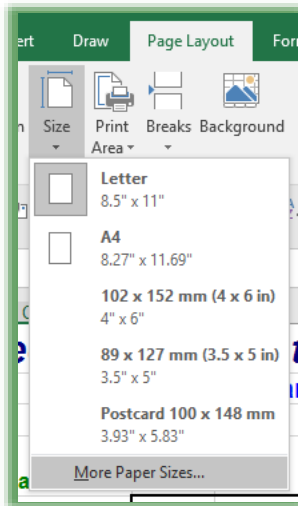 ert Draw Page Layout For
Size Print Area Breaks Background
Letter
8.5" x 11"
A4
8.27" x 11.69"
102 x 152 mm (4 x 6 in)
4" x 6"
89 x 127 mm (3.5 x 5 in)
3.5" x 5"
Postcard 100 x 148 mm
3.93" x 5.83"
More Paper Sizes...